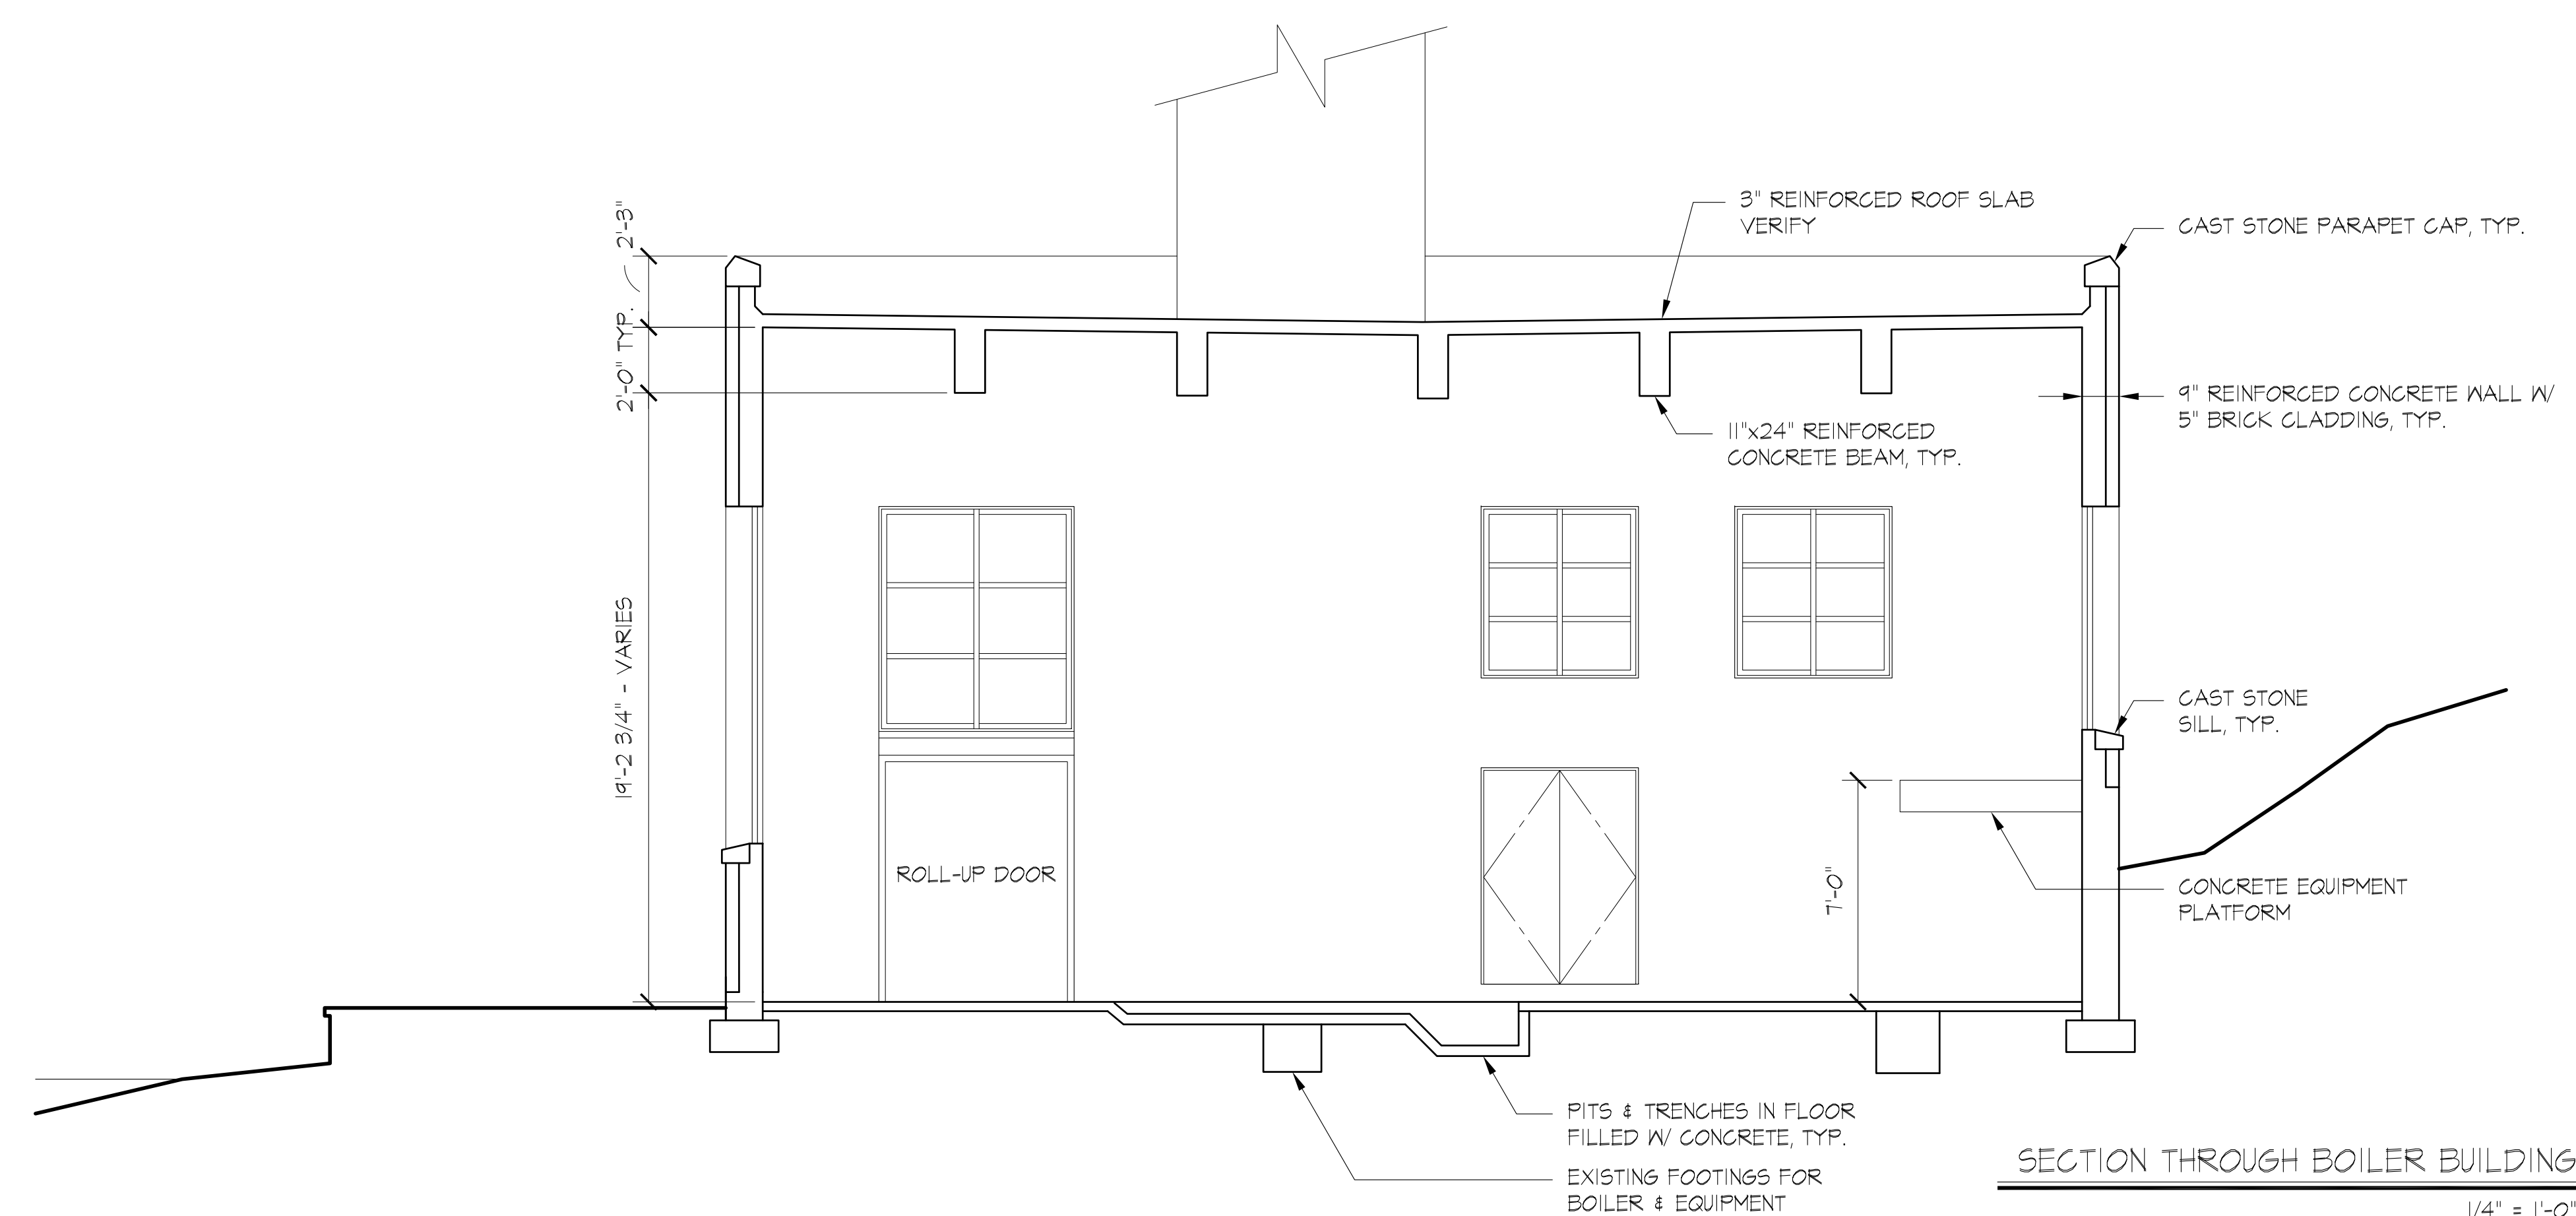 3" REINFORCED ROOF SLAB
VERIFY
CAST STONE PARAPET CAP, TYP.
2'-3"
2'-0" TYP.
9" REINFORCED CONCRETE WALL W/
5" BRICK CLADDING, TYP.
11"x24" REINFORCED
CONCRETE BEAM, TYP.
19'-2 3/4" - VARIES
CAST STONE
SILL, TYP.
ROLL-UP DOOR
7'-0"
CONCRETE EQUIPMENT
PLATFORM
PITS & TRENCHES IN FLOOR
FILLED W/ CONCRETE, TYP.
EXISTING FOOTINGS FOR
BOILER & EQUIPMENT
SECTION THROUGH BOILER BUILDING
1/4" = 1'-0"